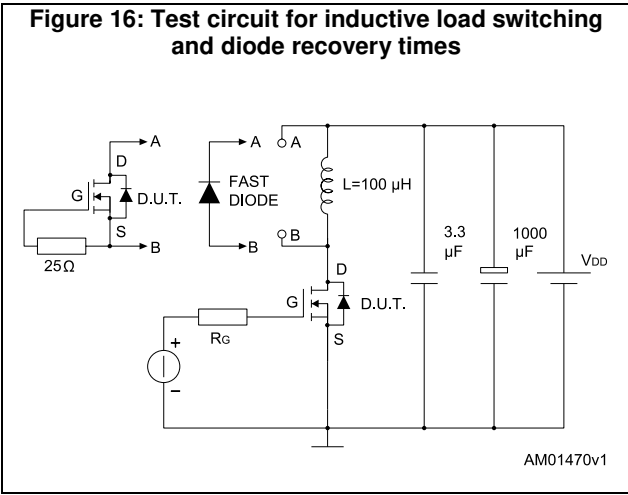 Figure 16: Test circuit for inductive load switching
and diode recovery times
A
D
G
D.U.T.
S
B
25Ω
A
FAST
DIODE
B
A
L=100 µH
B
D
G
D.U.T.
S
RG
+
–
3.3
µF
1000
µF
VDD
AM01470v1